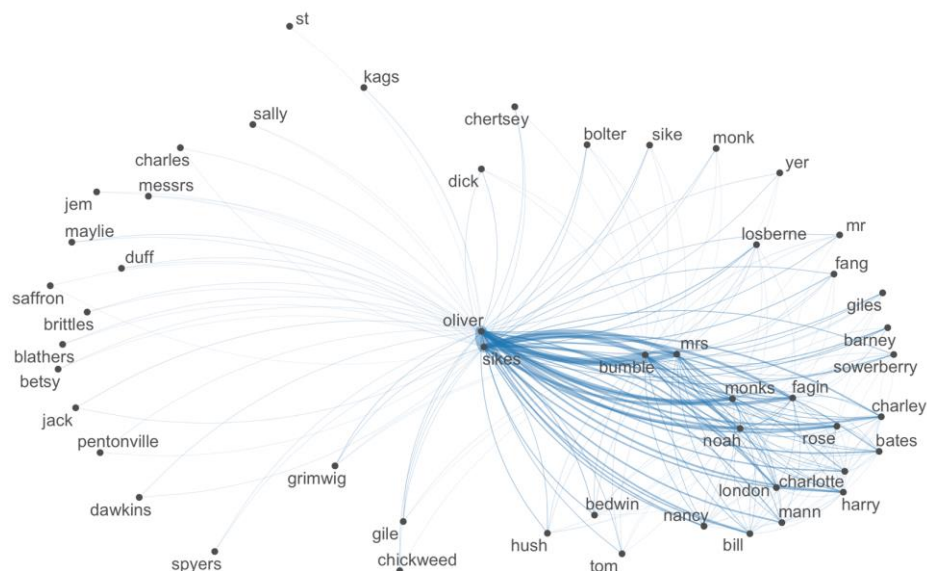 st
kags
sally
chertsey
bolter
sike
monk
charles
yer
messrs
dick
jem
maylie
losberne
mr
duff
fang
saffron
giles
brittles
oliver
barney
mrs
blathers
sikes
bumble
sowerberry
betsy
monks
fagin
jack
charley
noah
rose
pentonville
bates
grimwig
london
charlotte
dawkins
bedwin
harry
gile
nancy
mann
hush
bill
spyers
chickweed
tom